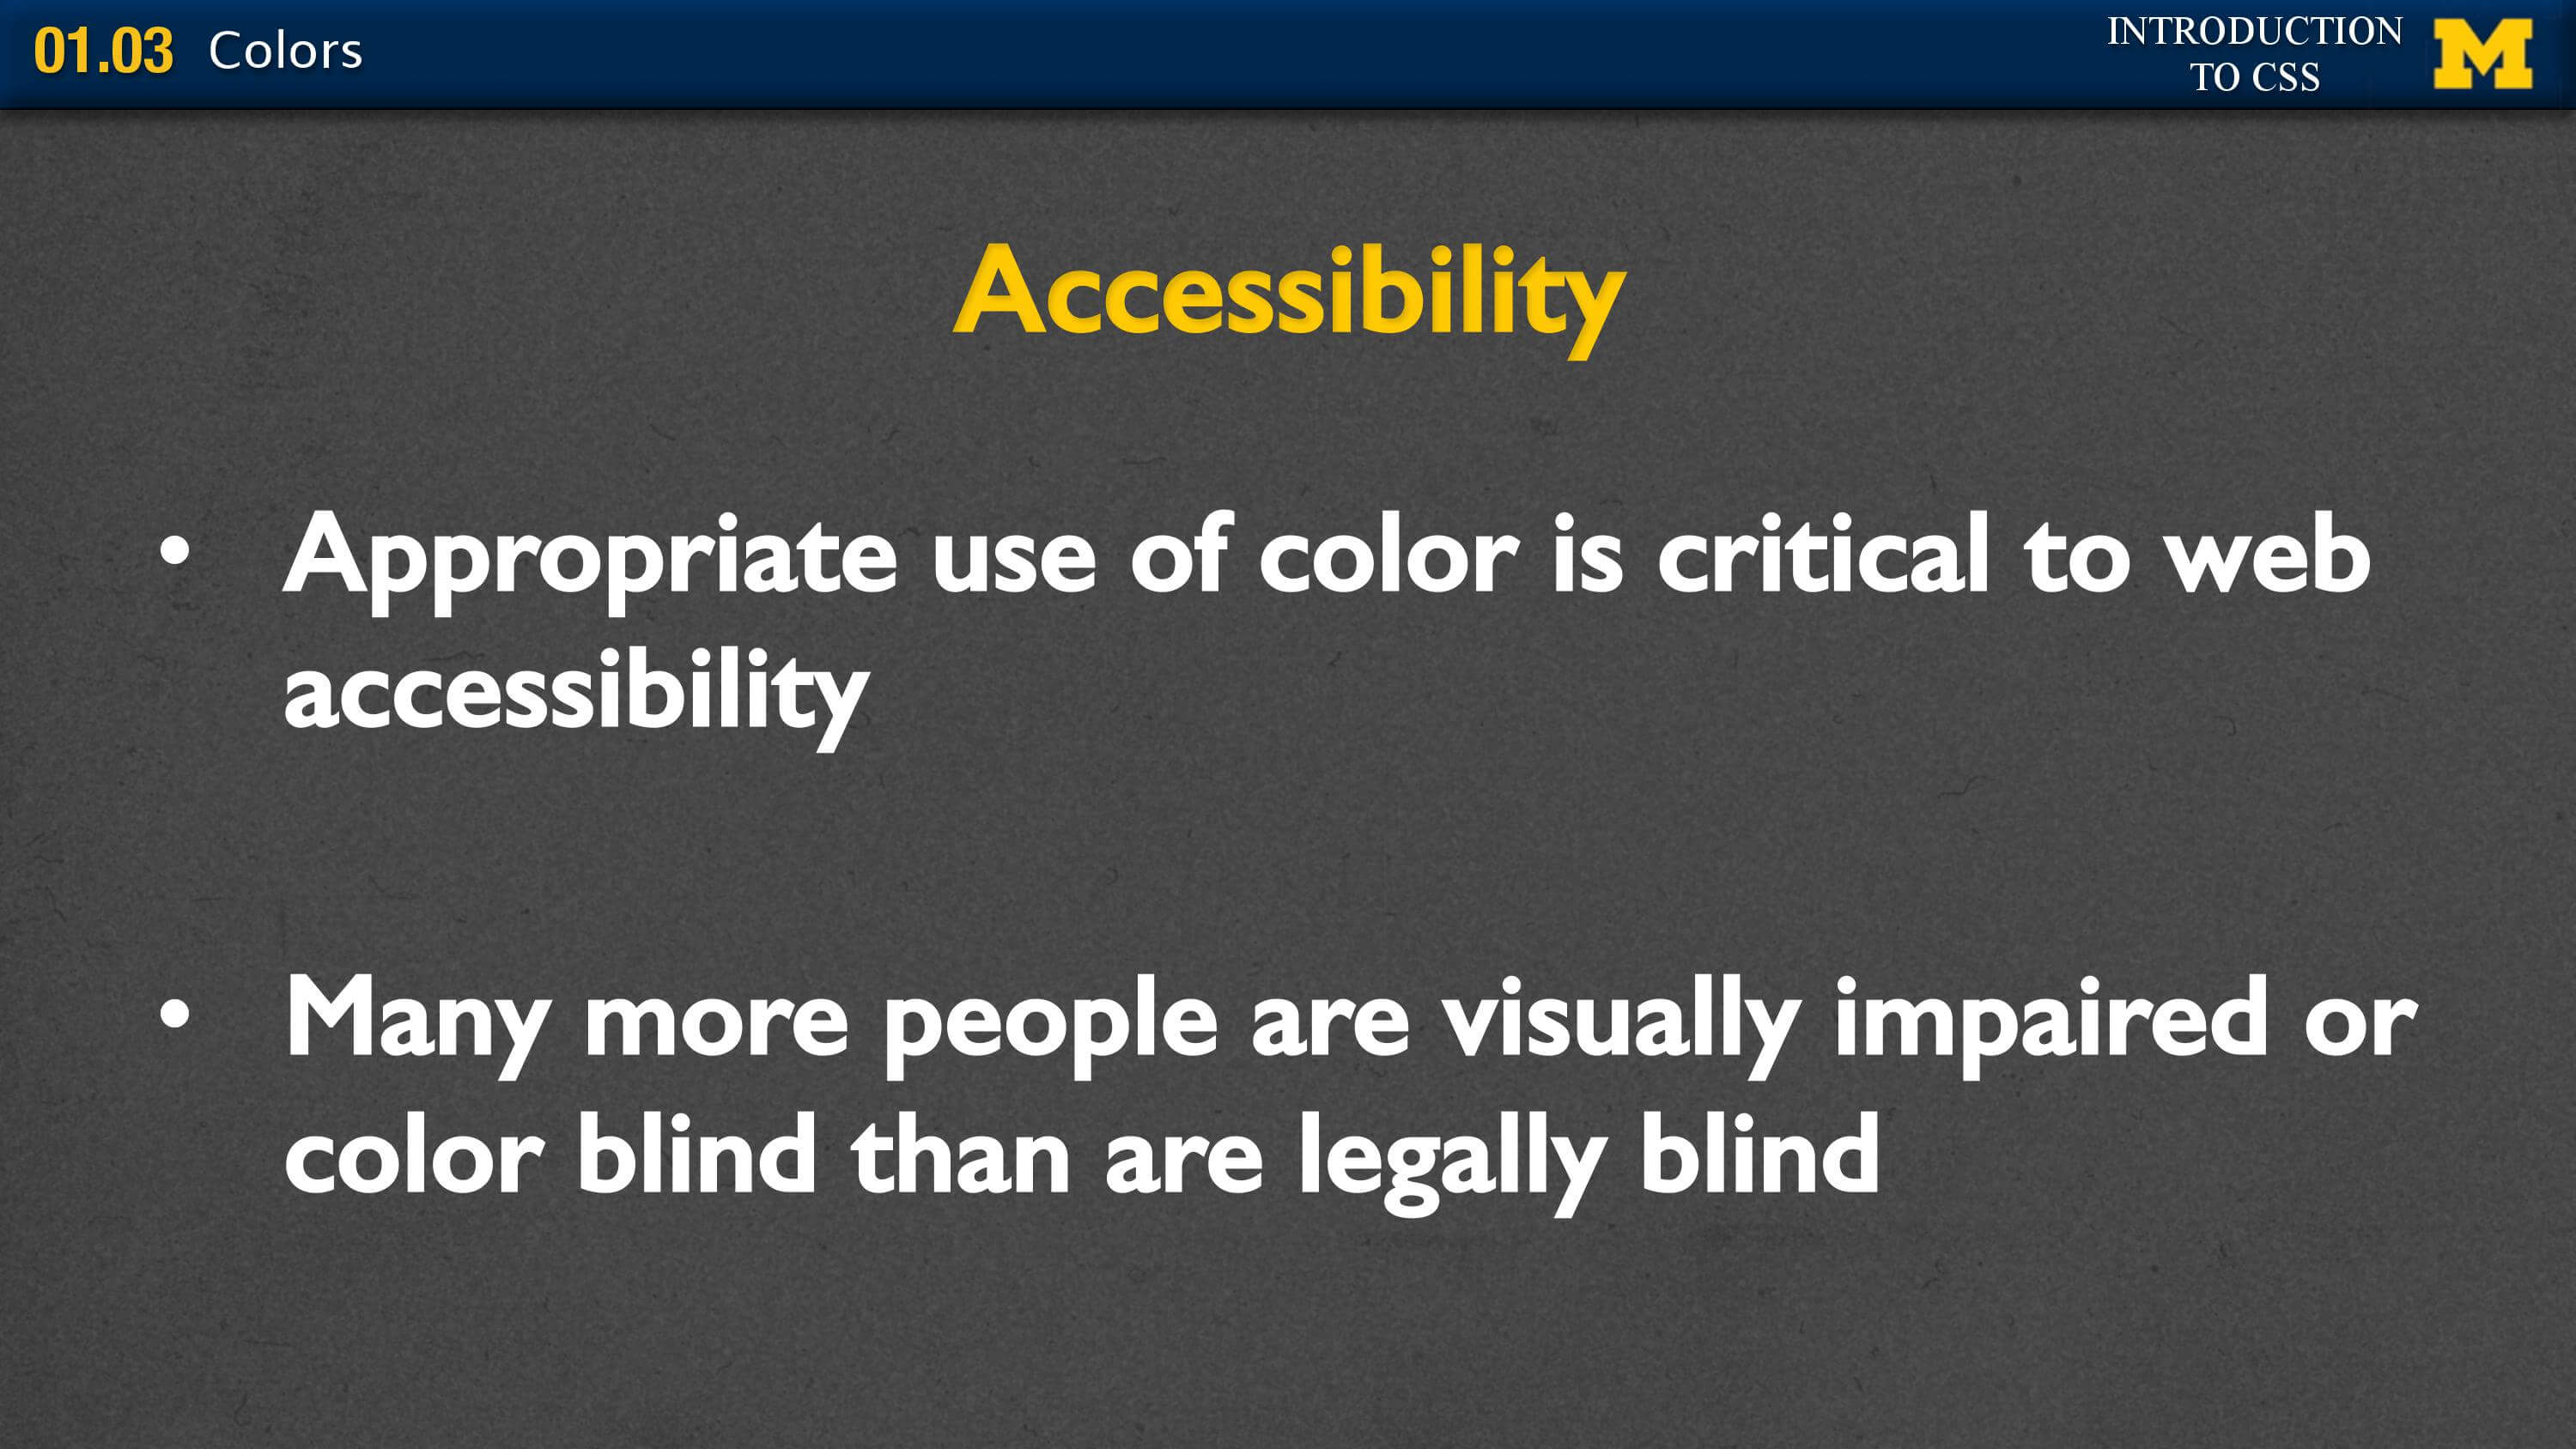 01.03 Colors
INTRODUCTION
TO CSS
M
Accessibility
• Appropriate use of color is critical to web
accessibility
• Many more people are visually impaired or
color blind than are legally blind